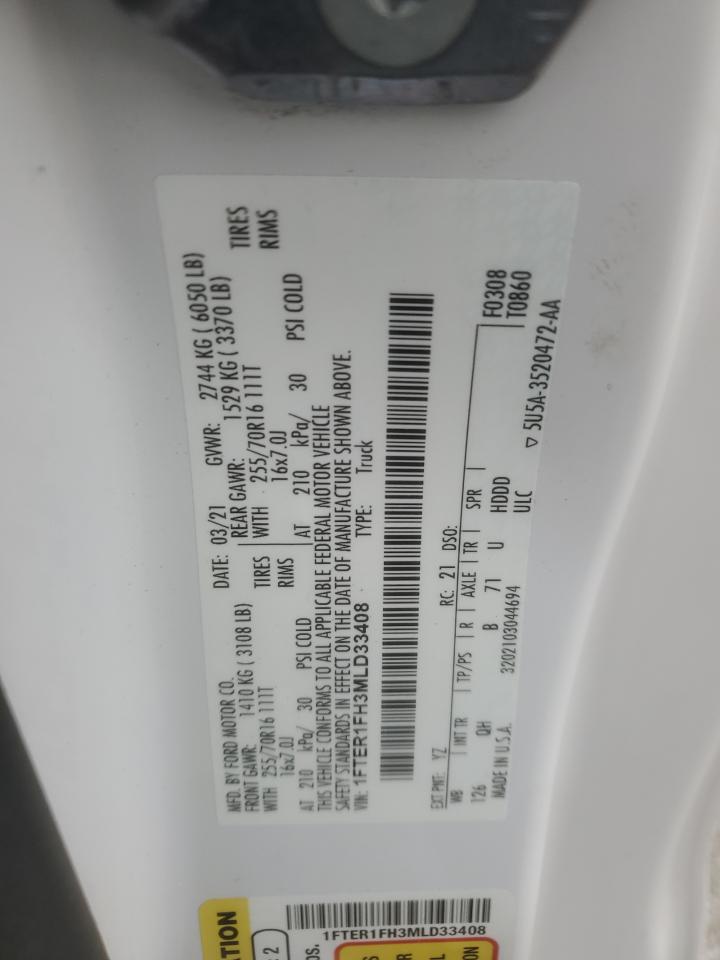 MFD. BY FORD MOTOR CO.
DATE: 03/21 GVWR: 2744 KG ( 6050 LB)
FRONT GAWR: 1410 KG ( 3108 LB) REAR GAWR: 1529 KG ( 3370 LB)
WITH 255/70R16 111T TIRES WITH 255/70R16 111T TIRES
16x7.0J RIMS 16x7.0J RIMS
AT 210 kPa/ 30 PSI COLD AT 210 kPa/ 30 PSI COLD
THIS VEHICLE CONFORMS TO ALL APPLICABLE FEDERAL MOTOR VEHICLE
SAFETY STANDARDS IN EFFECT ON THE DATE OF MANUFACTURE SHOWN ABOVE.
VIN: 1FTER1FH3MLD33408 TYPE: Truck
F0308
T0860
EXT PNT: YZ RC: 21 DSO:
WB INT TR TP/PS R AXLE TR SPR
126 QH B 71 U HDDD
MADE IN U.S.A. 3202103044694 ULC
▽ 5U5A-3520472-AA
1FTER1FH3MLD33408